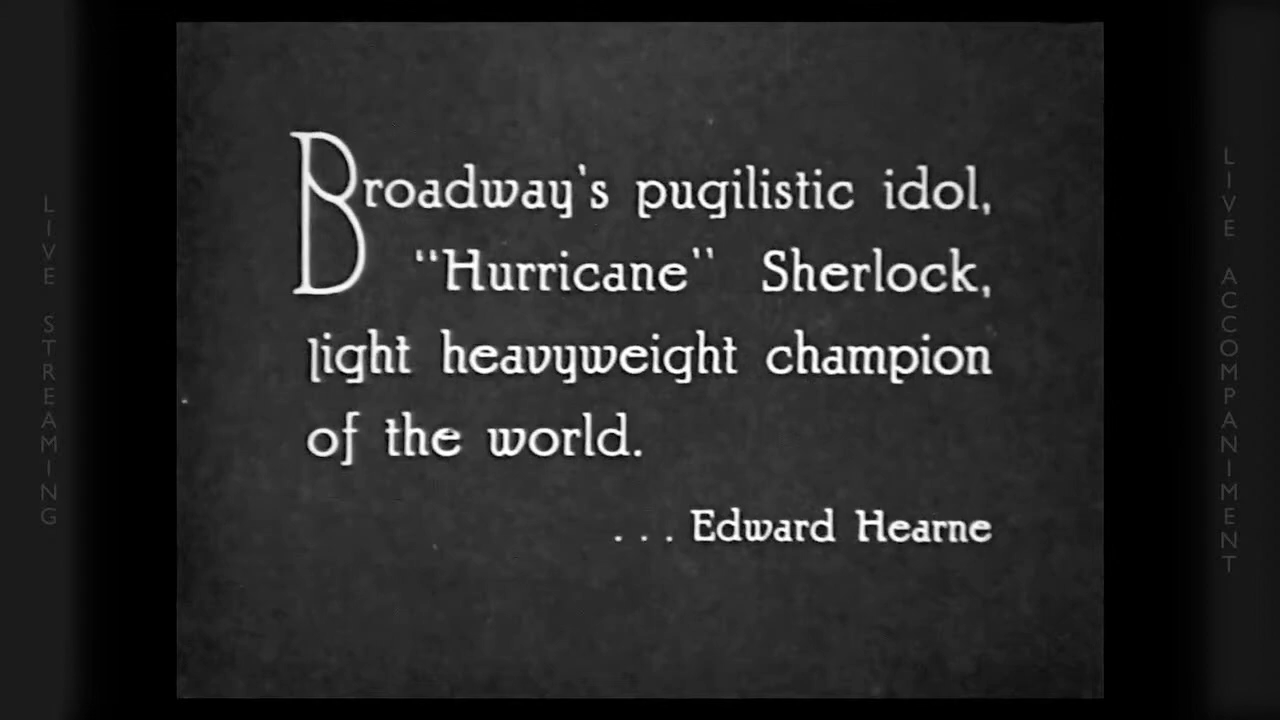 Broadway's pugilistic idol,
"Hurricane" Sherlock,
light heavyweight champion
of the world.
... Edward Hearne
LIVE STREAMING
LIVE ACCOMPANIMENT